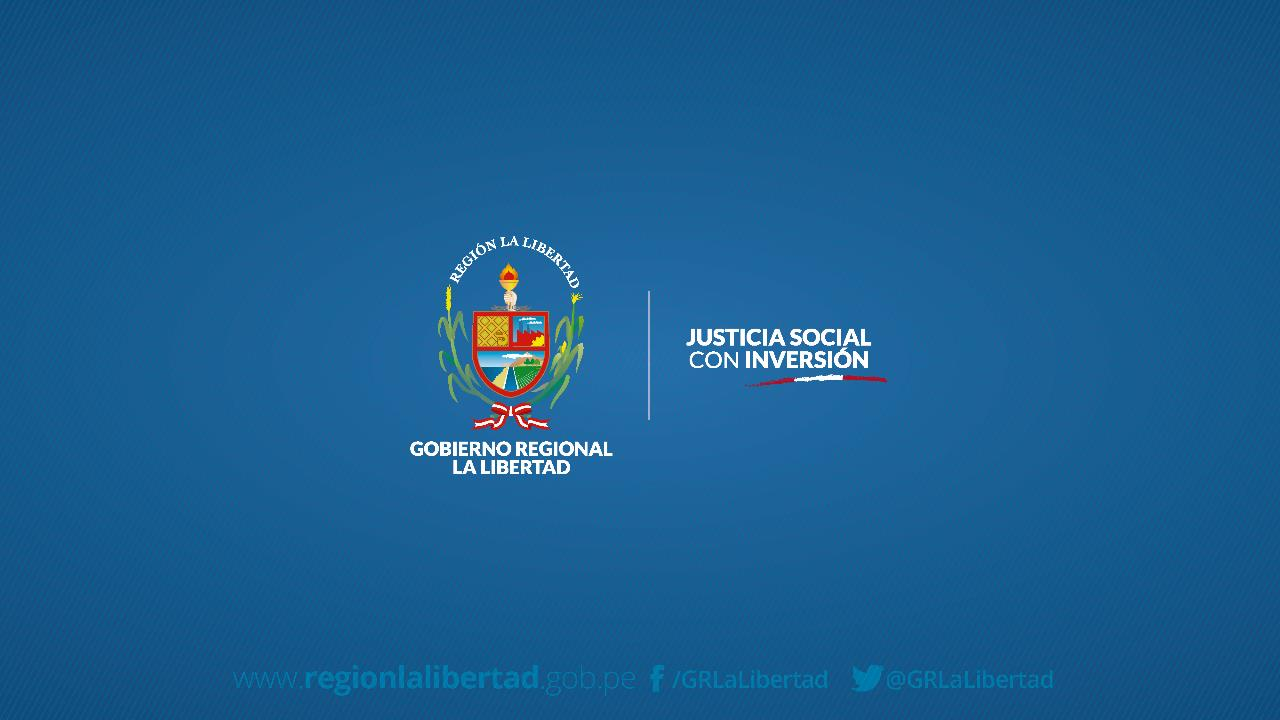 REGIÓN LA LIBERTAD
GOBIERNO REGIONAL
LA LIBERTAD
JUSTICIA SOCIAL
CON INVERSIÓN
www.regionlalibertad.gob.pe /GRLaLibertad @GRLaLibertad